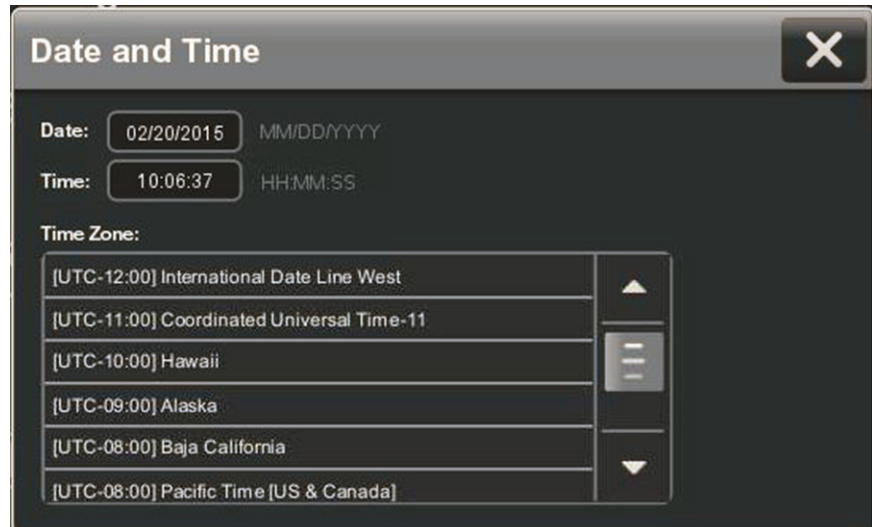 Date and Time
Date: 02/20/2015 MM/DD/YYYY
Time: 10:06:37 HH:MM:SS
Time Zone:
[UTC-12:00] International Date Line West
[UTC-11:00] Coordinated Universal Time-11
[UTC-10:00] Hawaii
[UTC-09:00] Alaska
[UTC-08:00] Baja California
[UTC-08:00] Pacific Time [US & Canada]